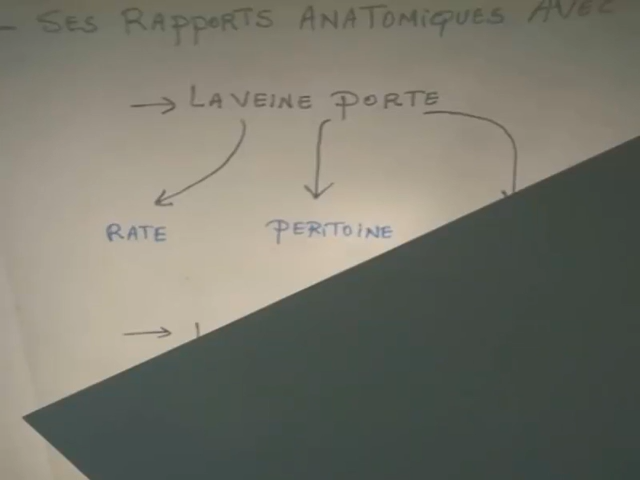 - SES RAPPORTS ANATOMIQUES AVEC
→ LA VEINE PORTE
RATE PERITOINE
→